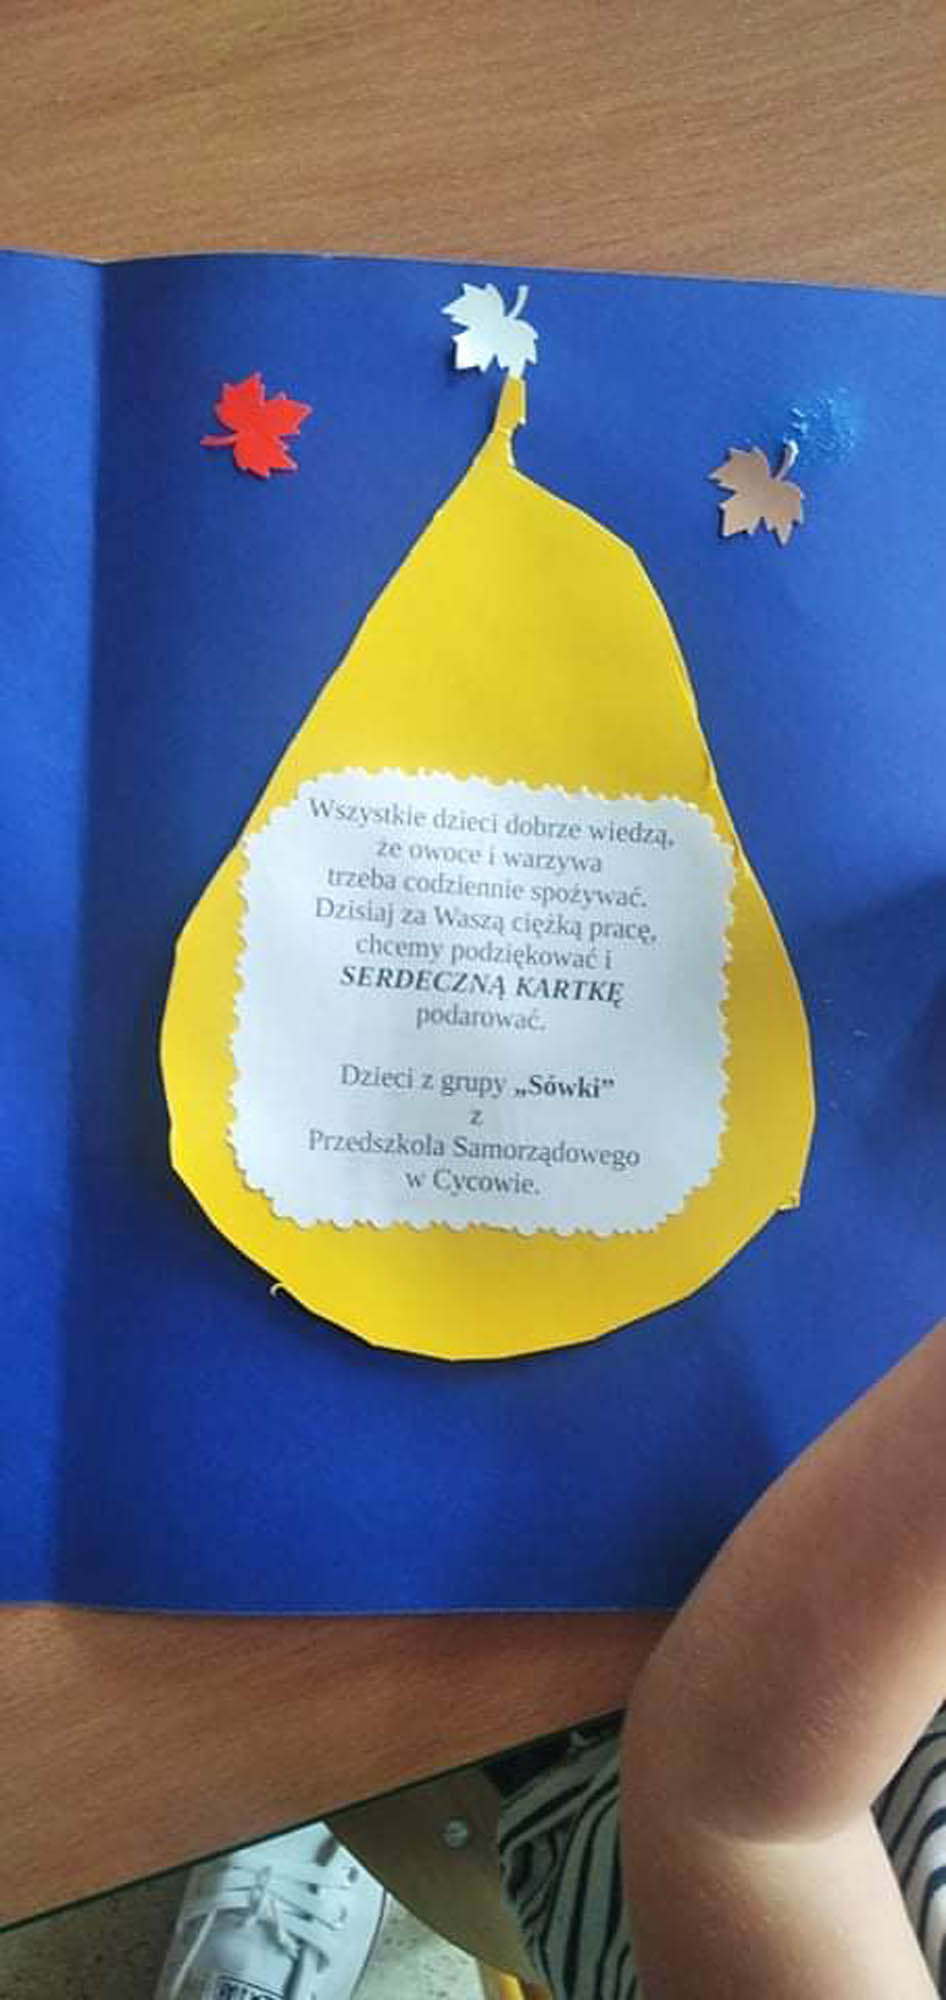 Wszystkie dzieci dobrze wiedzą,
że owoce i warzywa
trzeba codziennie spożywać.
Dzisiaj za Waszą ciężką pracę,
chcemy podziękować i
SERDECZNĄ KARTKĘ
podarować.
Dzieci z grupy „Sówki”
z
Przedszkola Samorządowego
w Cycowie.